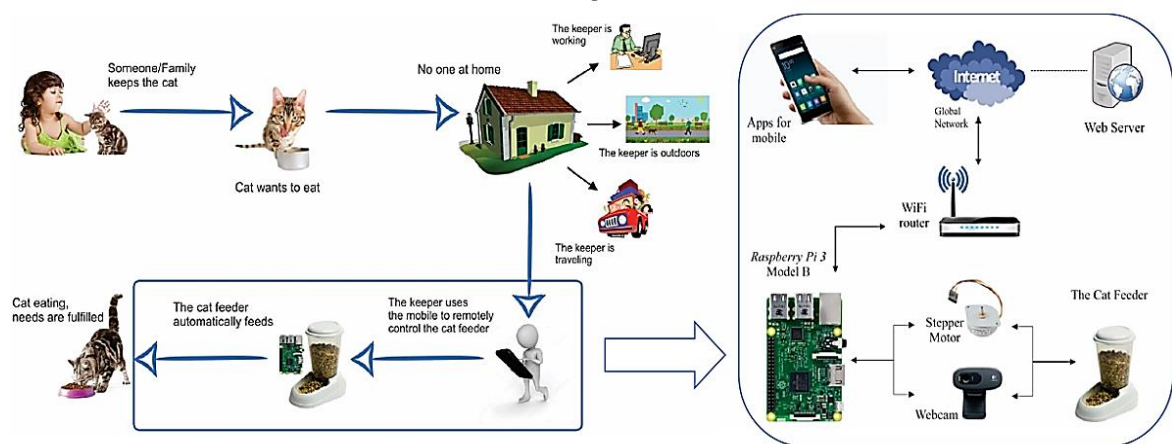 Someone/Family
keeps the cat
Cat wants to eat
No one at home
The keeper is
working
The keeper is outdoors
The keeper is
traveling
The keeper uses
the mobile to remotely
control the cat feeder
The cat feeder
automatically feeds
Cat eating,
needs are fulfilled
Apps for
mobile
Internet
Global
Network
Web Server
WiFi
router
Raspberry Pi 3
Model B
Stepper
Motor
Webcam
The Cat Feeder